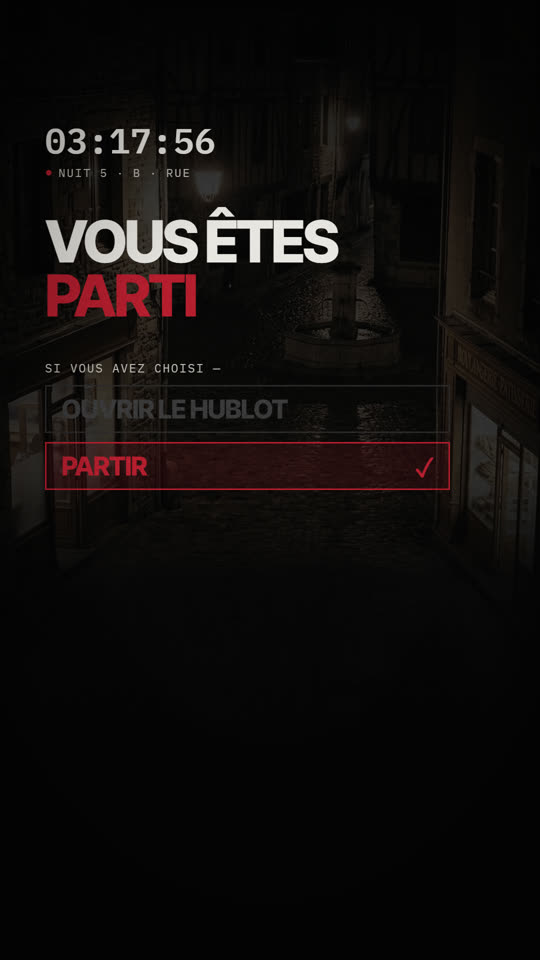 03:17:56
NUIT 5 · B · RUE
VOUS ÊTES
PARTI
SI VOUS AVEZ CHOISI —
OUVRIR LE HUBLOT
PARTIR ✓